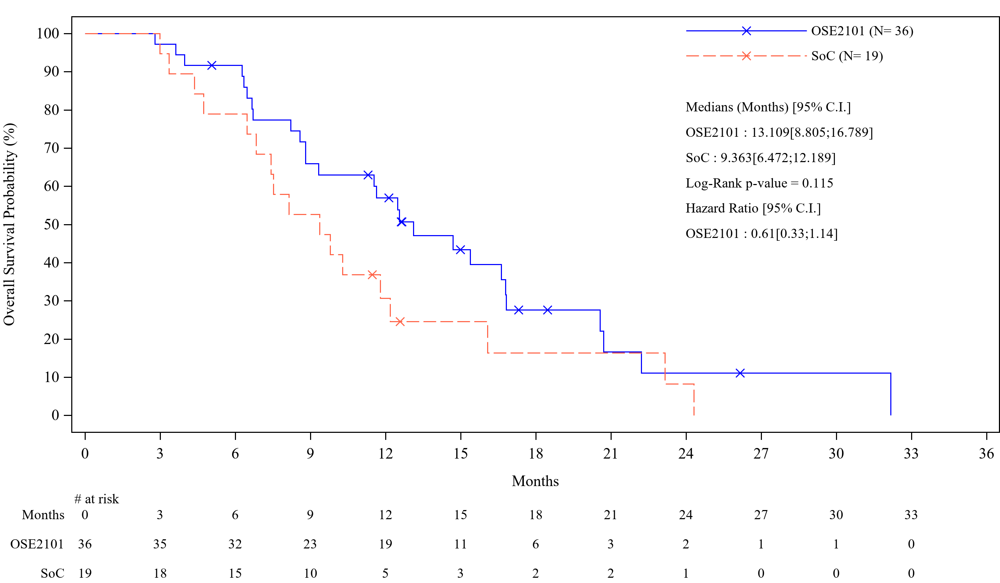 OSE2101 (N= 36)
SoC (N= 19)
Medians (Months) [95% C.I.]
OSE2101 : 13.109[8.805;16.789]
SoC : 9.363[6.472;12.189]
Log-Rank p-value = 0.115
Hazard Ratio [95% C.I.]
OSE2101 : 0.61[0.33;1.14]
Overall Survival Probability (%)
100
90
80
70
60
50
40
30
20
10
0
0 3 6 9 12 15 18 21 24 27 30 33 36
Months
# at risk
Months 0 3 6 9 12 15 18 21 24 27 30 33
OSE2101 36 35 32 23 19 11 6 3 2 1 1 0
SoC 19 18 15 10 5 3 2 2 1 0 0 0